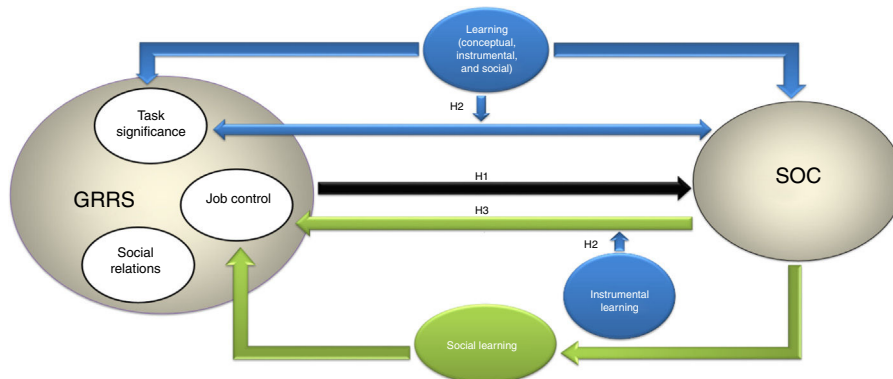 Learning
(conceptual,
instrumental,
and social)
H2
Task
significance
GRRS
Job control
Social
relations
H1
H3
SOC
H2
Instrumental
learning
Social learning